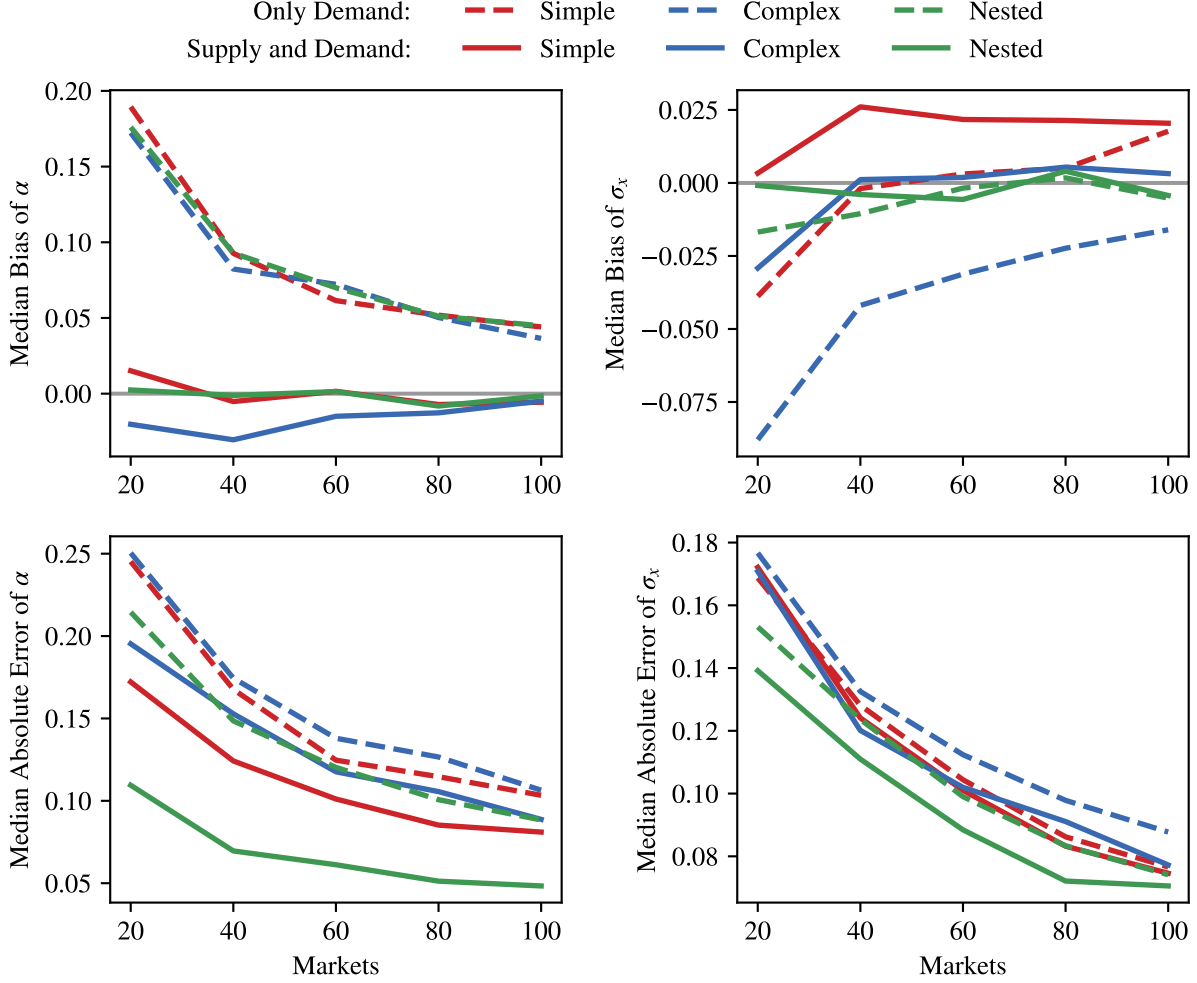 Only Demand: Simple Complex Nested
Supply and Demand: Simple Complex Nested
Median Bias of α
0.20
0.15
0.10
0.05
0.00
20 40 60 80 100
Median Bias of σx
0.025
0.000
−0.025
−0.050
−0.075
20 40 60 80 100
Median Absolute Error of α
0.25
0.20
0.15
0.10
0.05
20 40 60 80 100
Markets
Median Absolute Error of σx
0.18
0.16
0.14
0.12
0.10
0.08
20 40 60 80 100
Markets